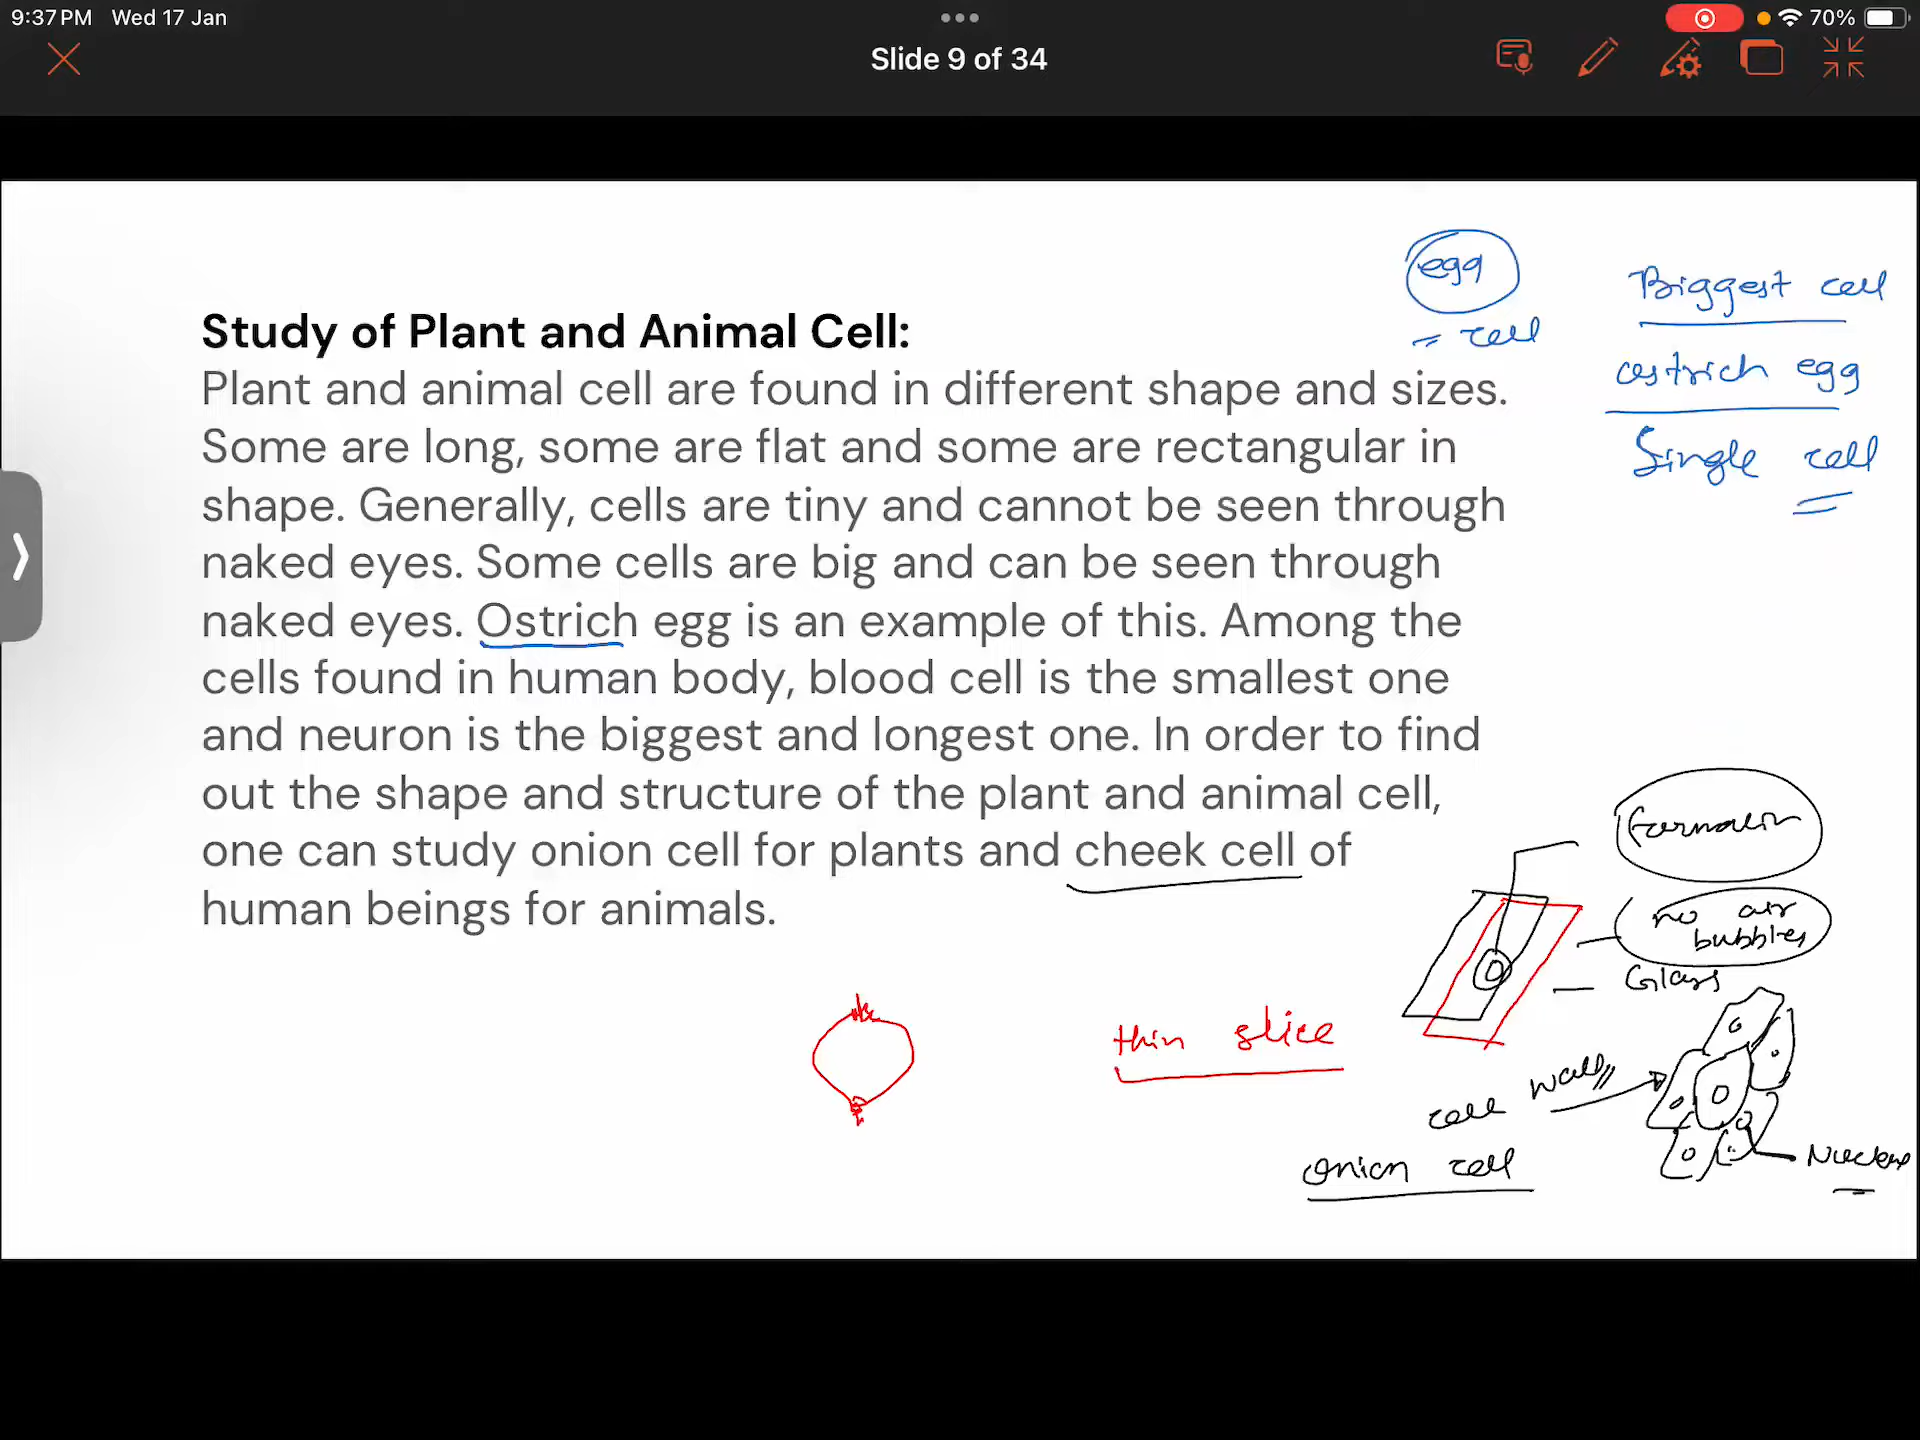 9:37 PM Wed 17 Jan
70%
Slide 9 of 34
egg
= cell
Biggest cell
ostrich egg
Single cell
Study of Plant and Animal Cell:
Plant and animal cell are found in different shape and sizes.
Some are long, some are flat and some are rectangular in
shape. Generally, cells are tiny and cannot be seen through
naked eyes. Some cells are big and can be seen through
naked eyes. Ostrich egg is an example of this. Among the
cells found in human body, blood cell is the smallest one
and neuron is the biggest and longest one. In order to find
out the shape and structure of the plant and animal cell,
one can study onion cell for plants and cheek cell of
human beings for animals.
formalin
no air
bubbles
Glass
thin slice
cell wall
onion cell